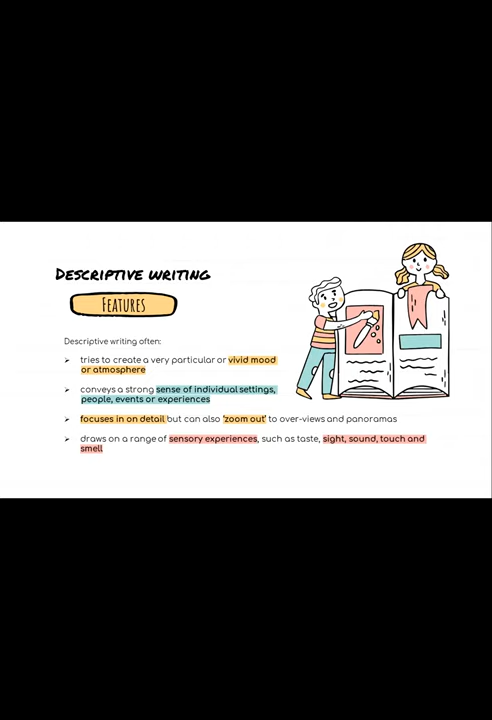 Descriptive writing
Features
Descriptive writing often:
➤ tries to create a very particular or vivid mood
or atmosphere
➤ conveys a strong sense of individual settings,
people, events or experiences
➤ focuses in on detail but can also ‘zoom out’ to over-views and panoramas
➤ draws on a range of sensory experiences, such as taste, sight, sound, touch and
smell